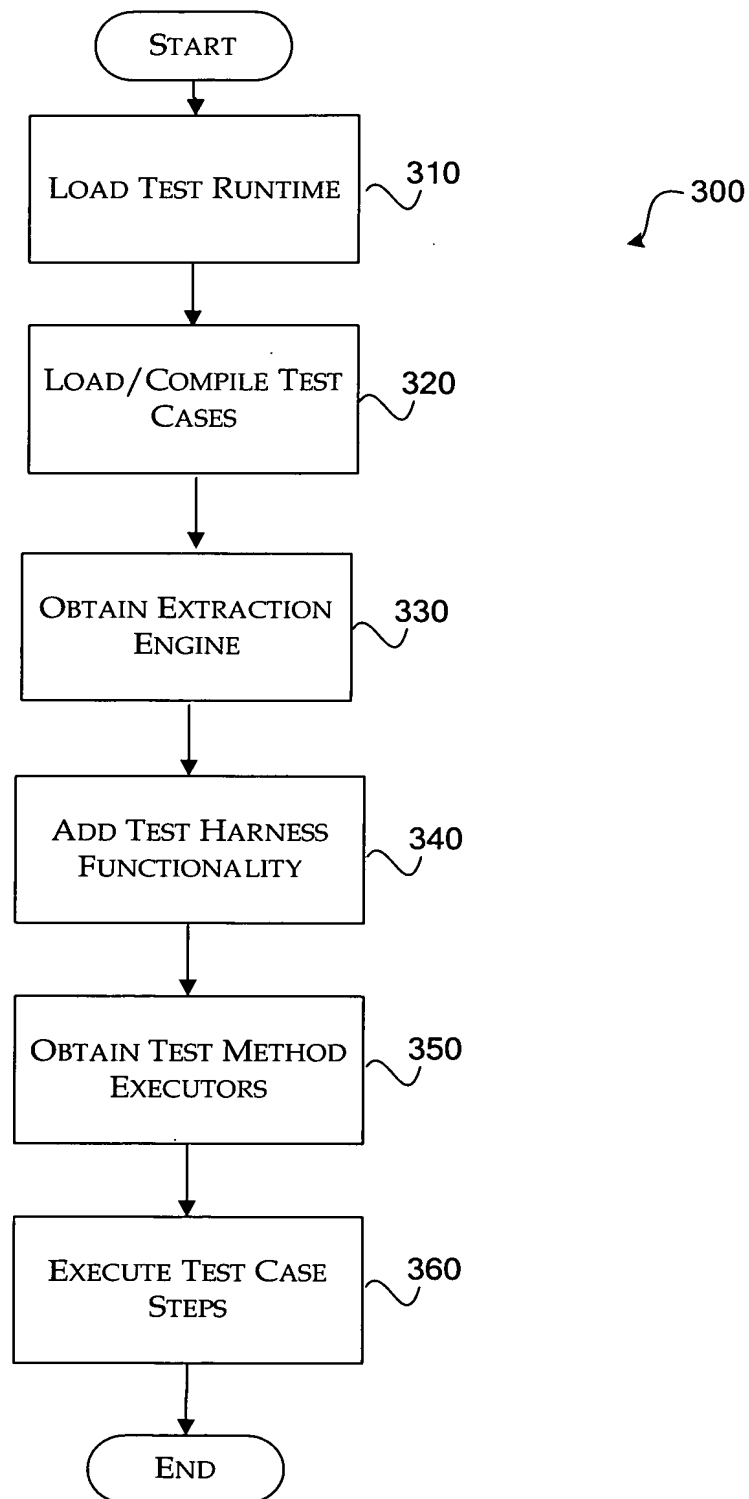 START
LOAD TEST RUNTIME
310
300
LOAD/COMPILE TEST
CASES
320
OBTAIN EXTRACTION
ENGINE
330
ADD TEST HARNESS
FUNCTIONALITY
340
OBTAIN TEST METHOD
EXECUTORS
350
EXECUTE TEST CASE
STEPS
360
END